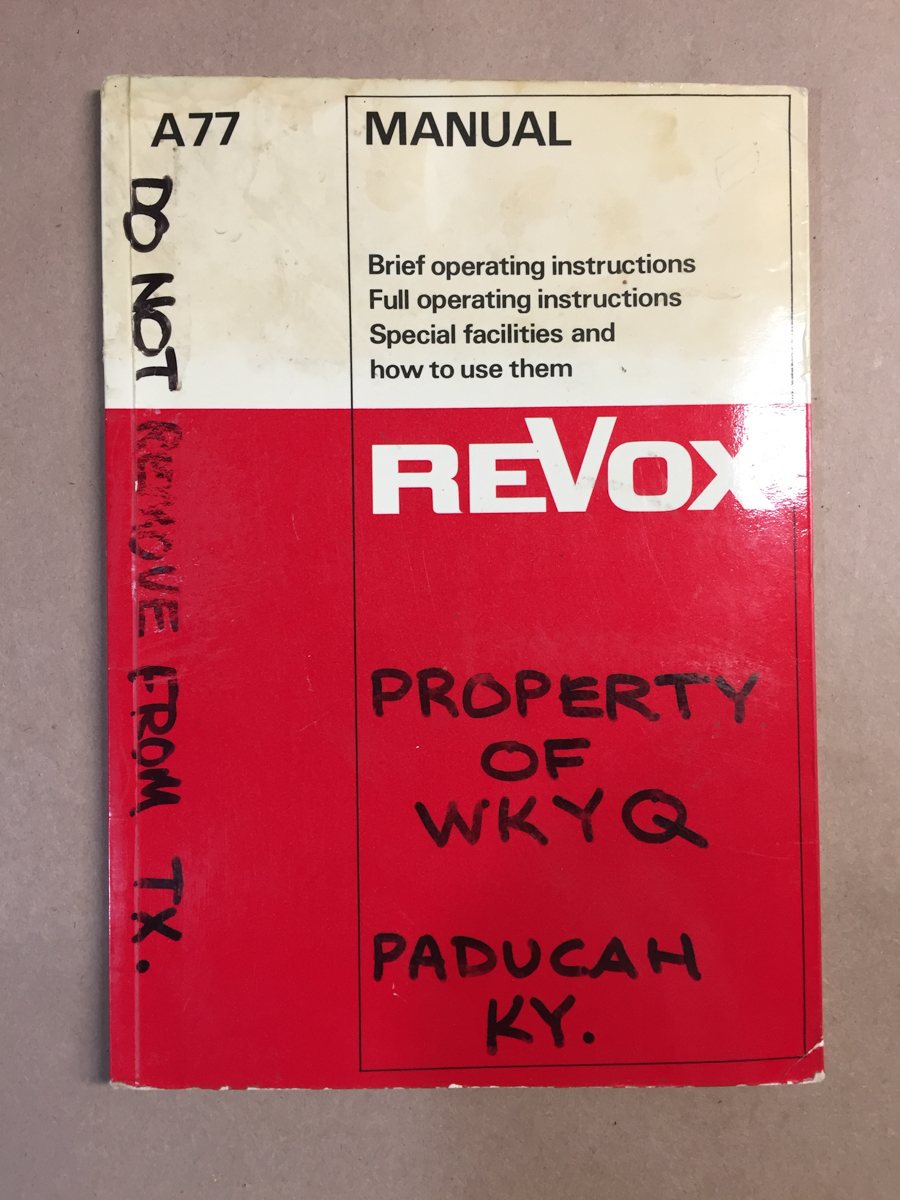 A77
MANUAL
Brief operating instructions
Full operating instructions
Special facilities and
how to use them
REVOX
PROPERTY
OF
WKYQ
PADUCAH
KY.
DO NOT REMOVE FROM TX.